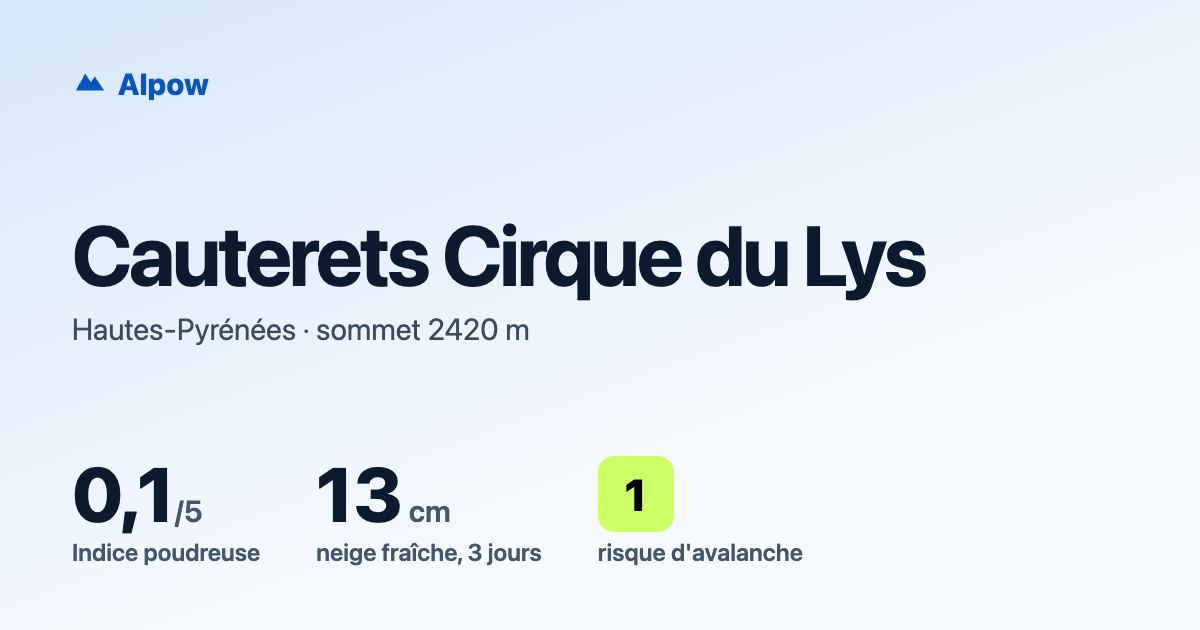 Alpow
Cauterets Cirque du Lys
Hautes-Pyrénées · sommet 2420 m
0,1/5
Indice poudreuse
13 cm
neige fraîche, 3 jours
1
risque d'avalanche